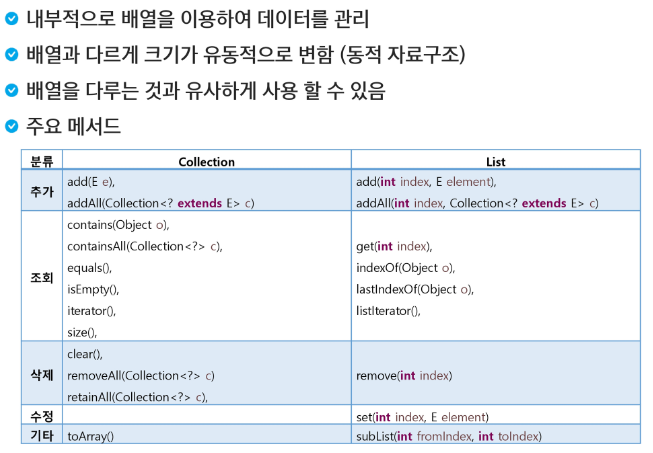 내부적으로 배열을 이용하여 데이터를 관리
배열과 다르게 크기가 유동적으로 변함 (동적 자료구조)
배열을 다루는 것과 유사하게 사용 할 수 있음
주요 메서드
분류 Collection List
추가
add(E e),
addAll(Collection<? extends E> c)
add(int index, E element),
addAll(int index, Collection<? extends E> c)
조회
contains(Object o),
containsAll(Collection<?> c),
equals(),
isEmpty(),
iterator(),
size(),
get(int index),
indexOf(Object o),
lastIndexOf(Object o),
listIterator(),
삭제
clear(),
removeAll(Collection<?> c)
retainAll(Collection<?> c),
remove(int index)
수정 set(int index, E element)
기타 toArray() subList(int fromIndex, int toIndex)